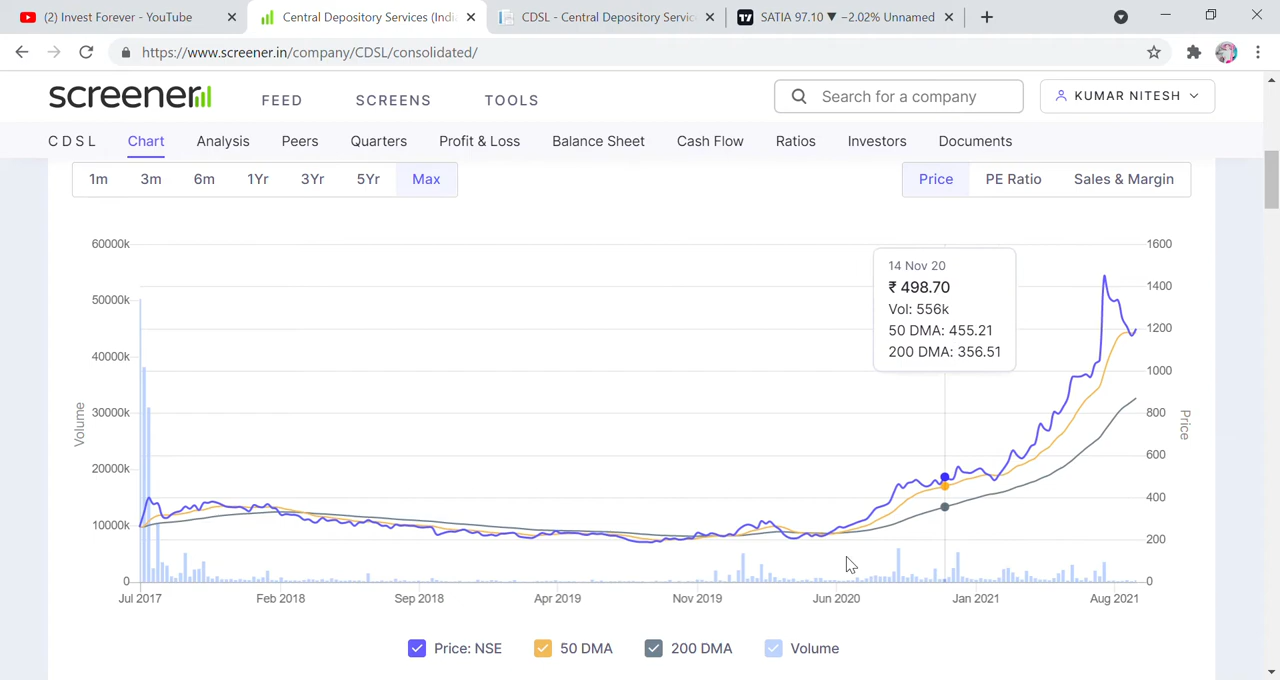 (2) Invest Forever - YouTube
Central Depository Services (Indi
CDSL - Central Depository Servic
SATIA 97.10 ▼ −2.02% Unnamed
https://www.screener.in/company/CDSL/consolidated/
screener
FEED
SCREENS
TOOLS
Search for a company
KUMAR NITESH
C D S L
Chart
Analysis
Peers
Quarters
Profit & Loss
Balance Sheet
Cash Flow
Ratios
Investors
Documents
1m
3m
6m
1Yr
3Yr
5Yr
Max
Price
PE Ratio
Sales & Margin
60000k
50000k
40000k
30000k
20000k
10000k
0
Volume
14 Nov 20
₹ 498.70
Vol: 556k
50 DMA: 455.21
200 DMA: 356.51
1600
1400
1200
1000
800
600
400
200
0
Price
Jul 2017
Feb 2018
Sep 2018
Apr 2019
Nov 2019
Jun 2020
Jan 2021
Aug 2021
Price: NSE
50 DMA
200 DMA
Volume